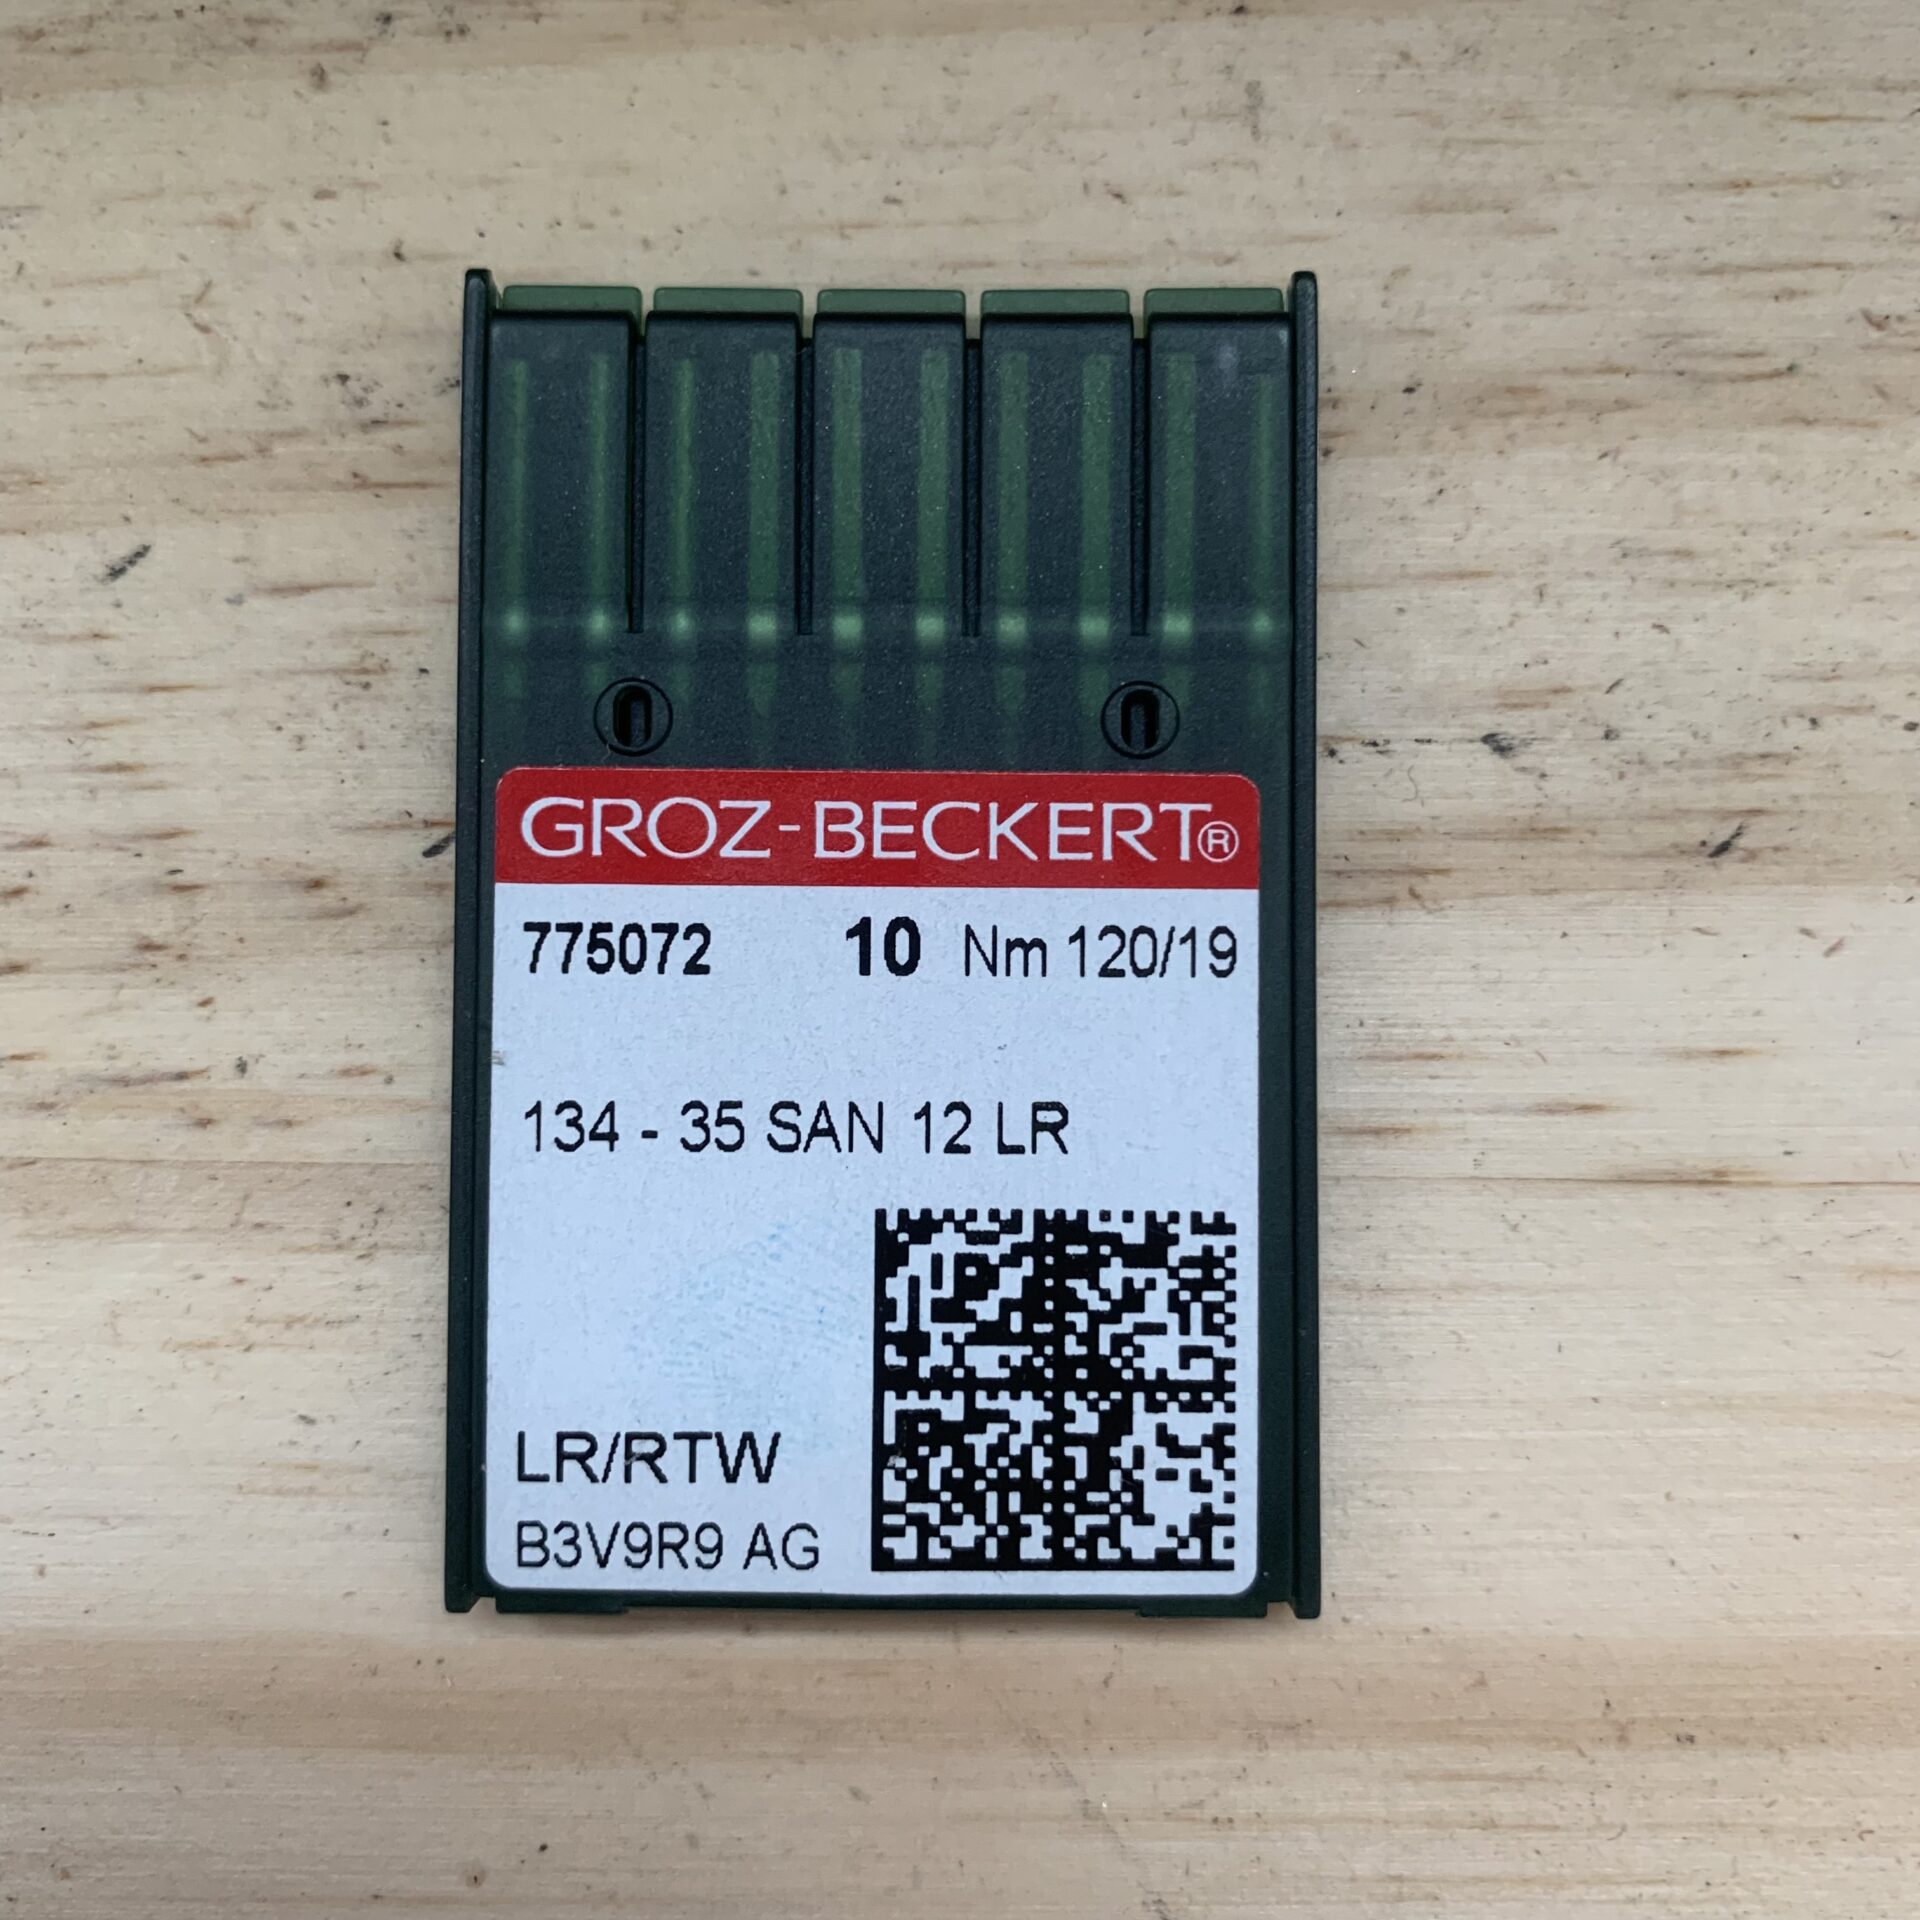 GROZ-BECKERT®
775072 10 Nm 120/19
134 - 35 SAN 12 LR
LR/RTW
B3V9R9 AG